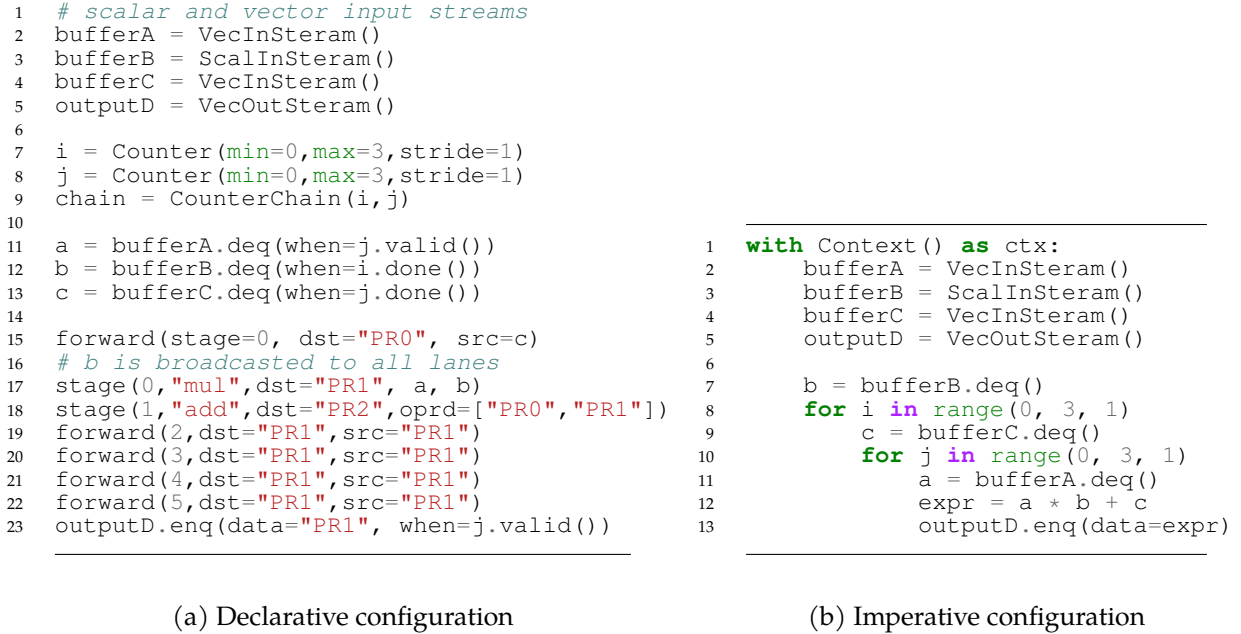 1 # scalar and vector input streams
2 bufferA = VecInSteram()
3 bufferB = ScalInSteram()
4 bufferC = VecInSteram()
5 outputD = VecOutSteram()
6
7 i = Counter(min=0,max=3,stride=1)
8 j = Counter(min=0,max=3,stride=1)
9 chain = CounterChain(i,j)
10
11 a = bufferA.deq(when=j.valid())
12 b = bufferB.deq(when=i.done())
13 c = bufferC.deq(when=j.done())
14
15 forward(stage=0, dst="PR0", src=c)
16 # b is broadcasted to all lanes
17 stage(0,"mul",dst="PR1", a, b)
18 stage(1,"add",dst="PR2",oprd=["PR0","PR1"])
19 forward(2,dst="PR1",src="PR1")
20 forward(3,dst="PR1",src="PR1")
21 forward(4,dst="PR1",src="PR1")
22 forward(5,dst="PR1",src="PR1")
23 outputD.enq(data="PR1", when=j.valid())
(a) Declarative configuration
1 with Context() as ctx:
2     bufferA = VecInSteram()
3     bufferB = ScalInSteram()
4     bufferC = VecInSteram()
5     outputD = VecOutSteram()
6
7     b = bufferB.deq()
8     for i in range(0, 3, 1)
9         c = bufferC.deq()
10         for j in range(0, 3, 1)
11             a = bufferA.deq()
12             expr = a * b + c
13             outputD.enq(data=expr)
(b) Imperative configuration